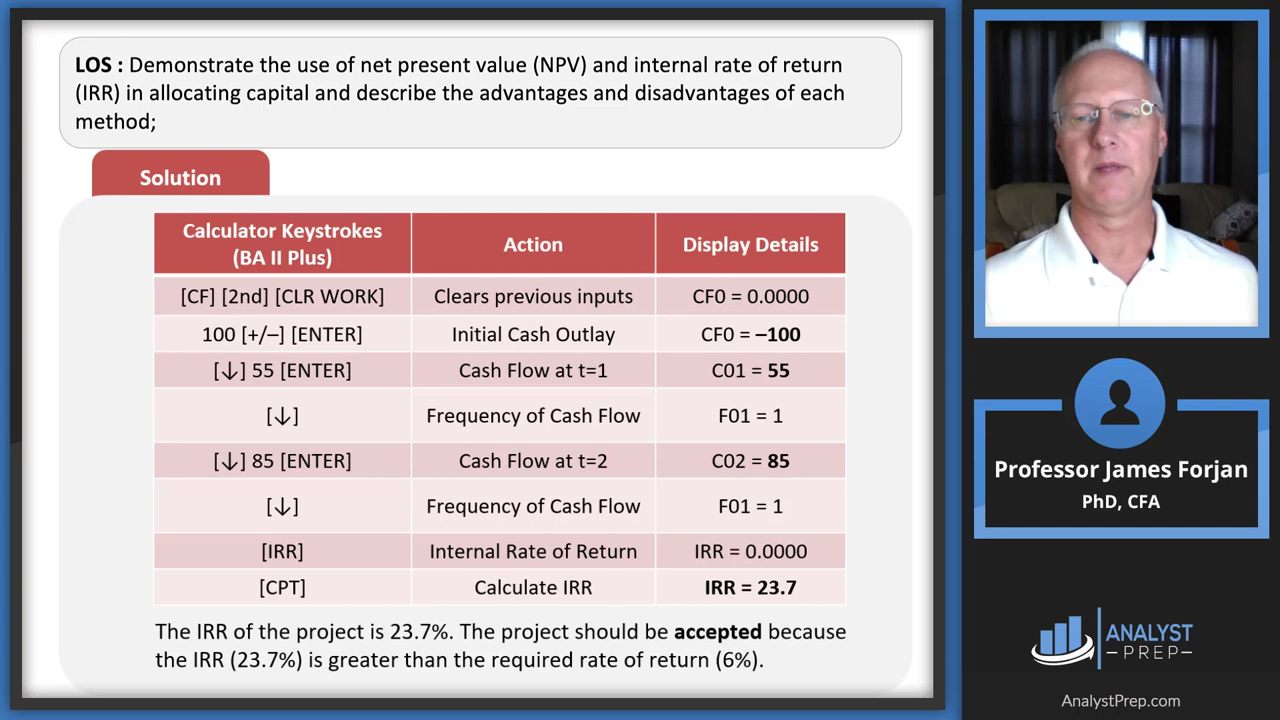 LOS : Demonstrate the use of net present value (NPV) and internal rate of return
(IRR) in allocating capital and describe the advantages and disadvantages of each
method;
Solution
Calculator Keystrokes
(BA II Plus)
Action
Display Details
[CF] [2nd] [CLR WORK]
Clears previous inputs
CF0 = 0.0000
100 [+/–] [ENTER]
Initial Cash Outlay
CF0 = –100
[↓] 55 [ENTER]
Cash Flow at t=1
C01 = 55
[↓]
Frequency of Cash Flow
F01 = 1
[↓] 85 [ENTER]
Cash Flow at t=2
C02 = 85
[↓]
Frequency of Cash Flow
F01 = 1
[IRR]
Internal Rate of Return
IRR = 0.0000
[CPT]
Calculate IRR
IRR = 23.7
The IRR of the project is 23.7%. The project should be accepted because
the IRR (23.7%) is greater than the required rate of return (6%).
Professor James Forjan
PhD, CFA
ANALYST
–PREP–
AnalystPrep.com